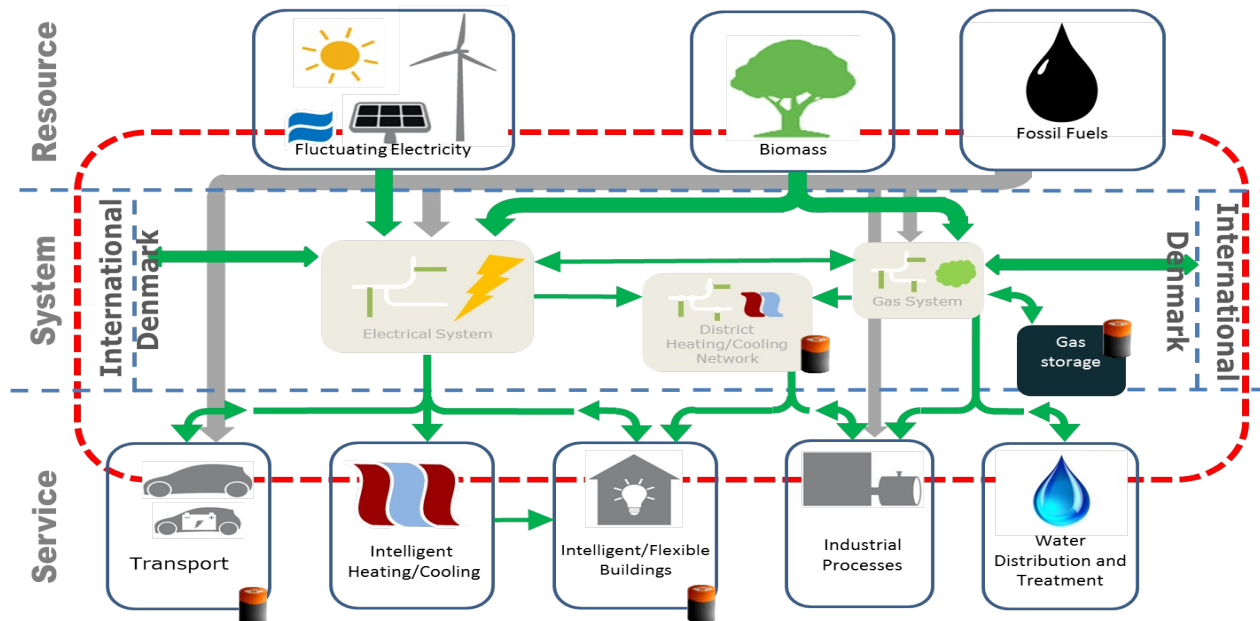 Resource
Fluctuating Electricity
Biomass
Fossil Fuels
System
International
Denmark
Electrical System
District
Heating/Cooling
Network
Gas System
Gas
storage
Denmark
International
Service
Transport
Intelligent
Heating/Cooling
Intelligent/Flexible
Buildings
Industrial
Processes
Water
Distribution and
Treatment